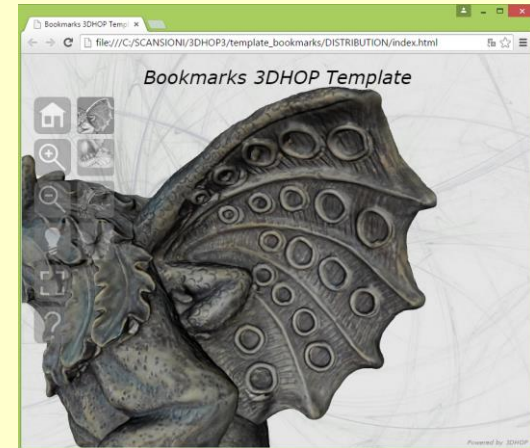 Bookmarks 3DHOP Templ
file:///C:/SCANSIONI/3DHOP3/template_bookmarks/DISTRIBUTION/index.html
Bookmarks 3DHOP Template
?
Powered by 3DHOP